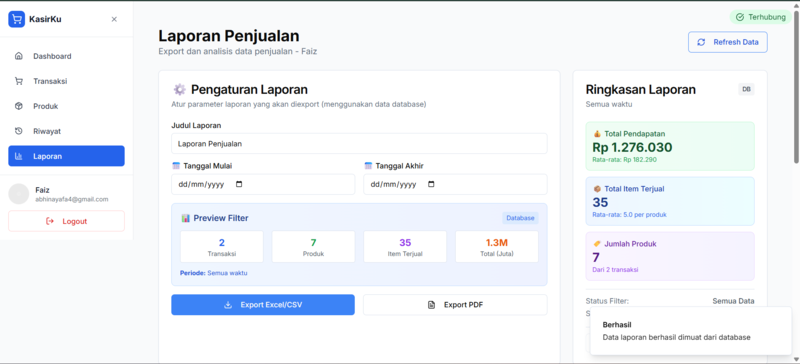 KasirKu
Dashboard
Transaksi
Produk
Riwayat
Laporan
Faiz
abhinayafa4@gmail.com
Logout
Terhubung
Laporan Penjualan
Export dan analisis data penjualan - Faiz
Refresh Data
Pengaturan Laporan
Atur parameter laporan yang akan diexport (menggunakan data database)
Judul Laporan
Laporan Penjualan
Tanggal Mulai
Tanggal Akhir
dd/mm/yyyy
dd/mm/yyyy
Preview Filter
Database
2
Transaksi
7
Produk
35
Item Terjual
1.3M
Total (Juta)
Periode: Semua waktu
Export Excel/CSV
Export PDF
Ringkasan Laporan
DB
Semua waktu
Total Pendapatan
Rp 1.276.030
Rata-rata: Rp 182.290
Total Item Terjual
35
Rata-rata: 5.0 per produk
Jumlah Produk
7
Dari 2 transaksi
Status Filter:
Semua Data
Berhasil
Data laporan berhasil dimuat dari database